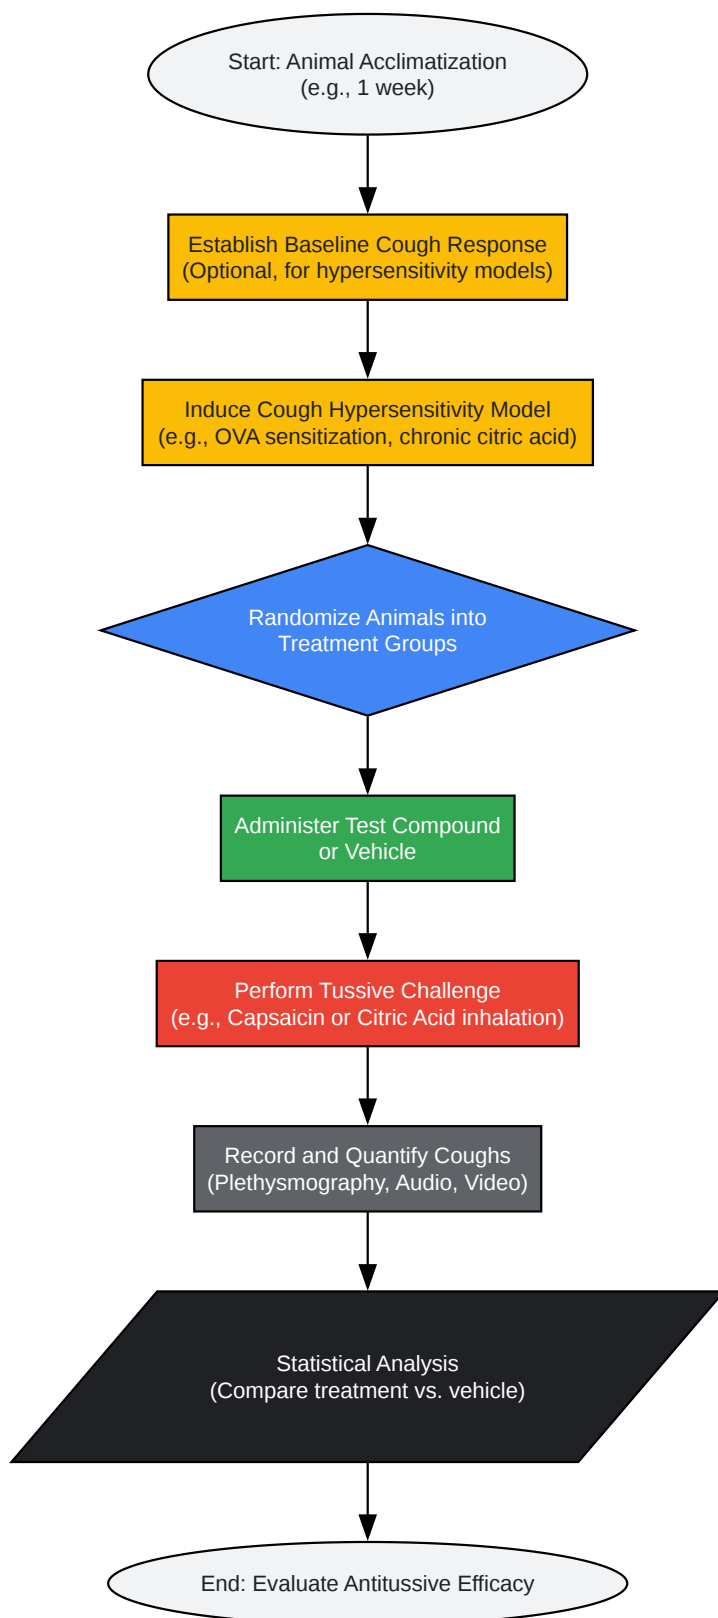 Start: Animal Acclimatization
(e.g., 1 week)
Establish Baseline Cough Response
(Optional, for hypersensitivity models)
Induce Cough Hypersensitivity Model
(e.g., OVA sensitization, chronic citric acid)
Randomize Animals into
Treatment Groups
Administer Test Compound
or Vehicle
Perform Tussive Challenge
(e.g., Capsaicin or Citric Acid inhalation)
Record and Quantify Coughs
(Plethysmography, Audio, Video)
Statistical Analysis
(Compare treatment vs. vehicle)
End: Evaluate Antitussive Efficacy